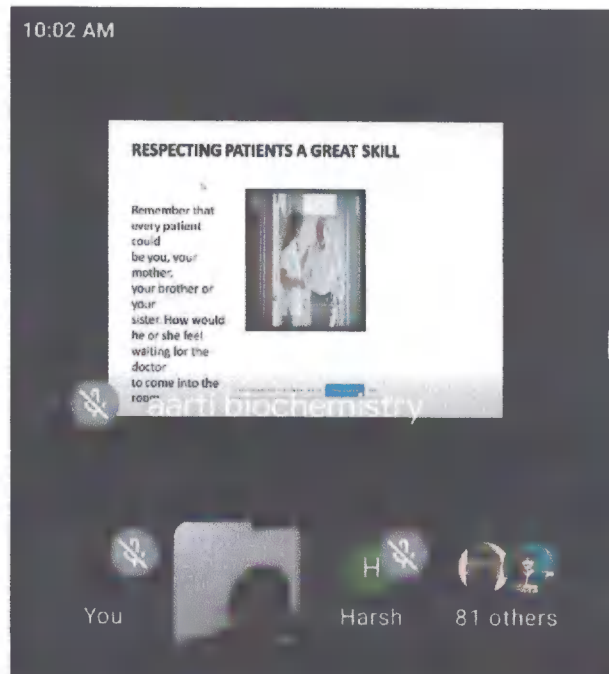 10:02 AM
RESPECTING PATIENTS A GREAT SKILL
Remember that
every patient
could
be you, your
mother,
your brother or
your
sister. How would
he or she feel
waiting for the
doctor
to come into the
room
aarti biochemistry
H
You
Harsh
81 others